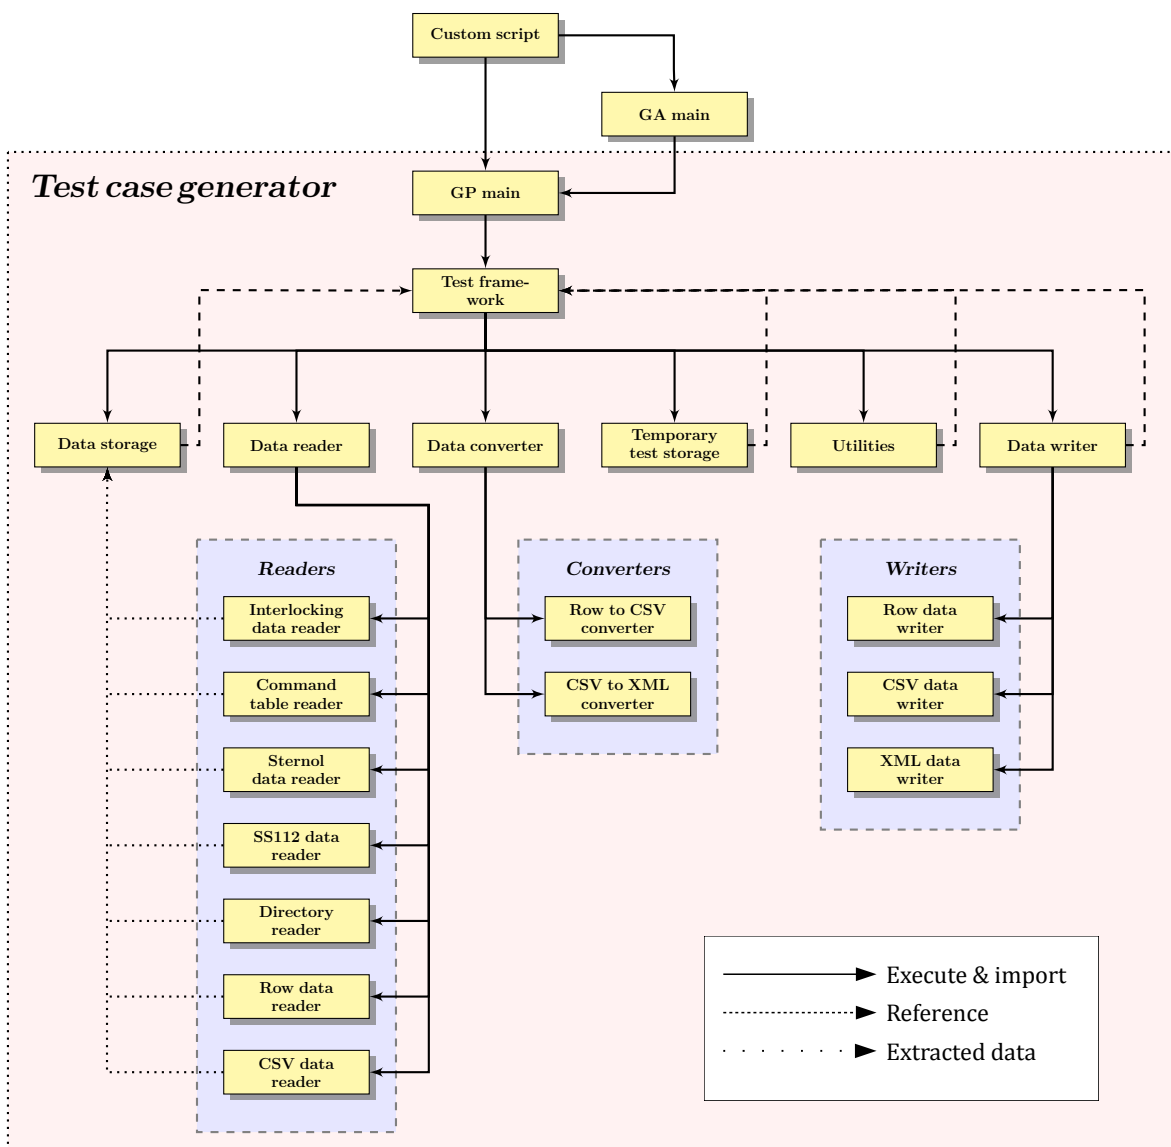 Custom script
GA main
Test case generator
GP main
Test frame-
work
Data storage
Data reader
Data converter
Temporary
test storage
Utilities
Data writer
Readers
Converters
Writers
Interlocking
data reader
Row to CSV
converter
Row data
writer
Command
table reader
CSV to XML
converter
CSV data
writer
Sternol
data reader
XML data
writer
SS112 data
reader
Directory
reader
Row data
reader
CSV data
reader
Execute & import
Reference
Extracted data